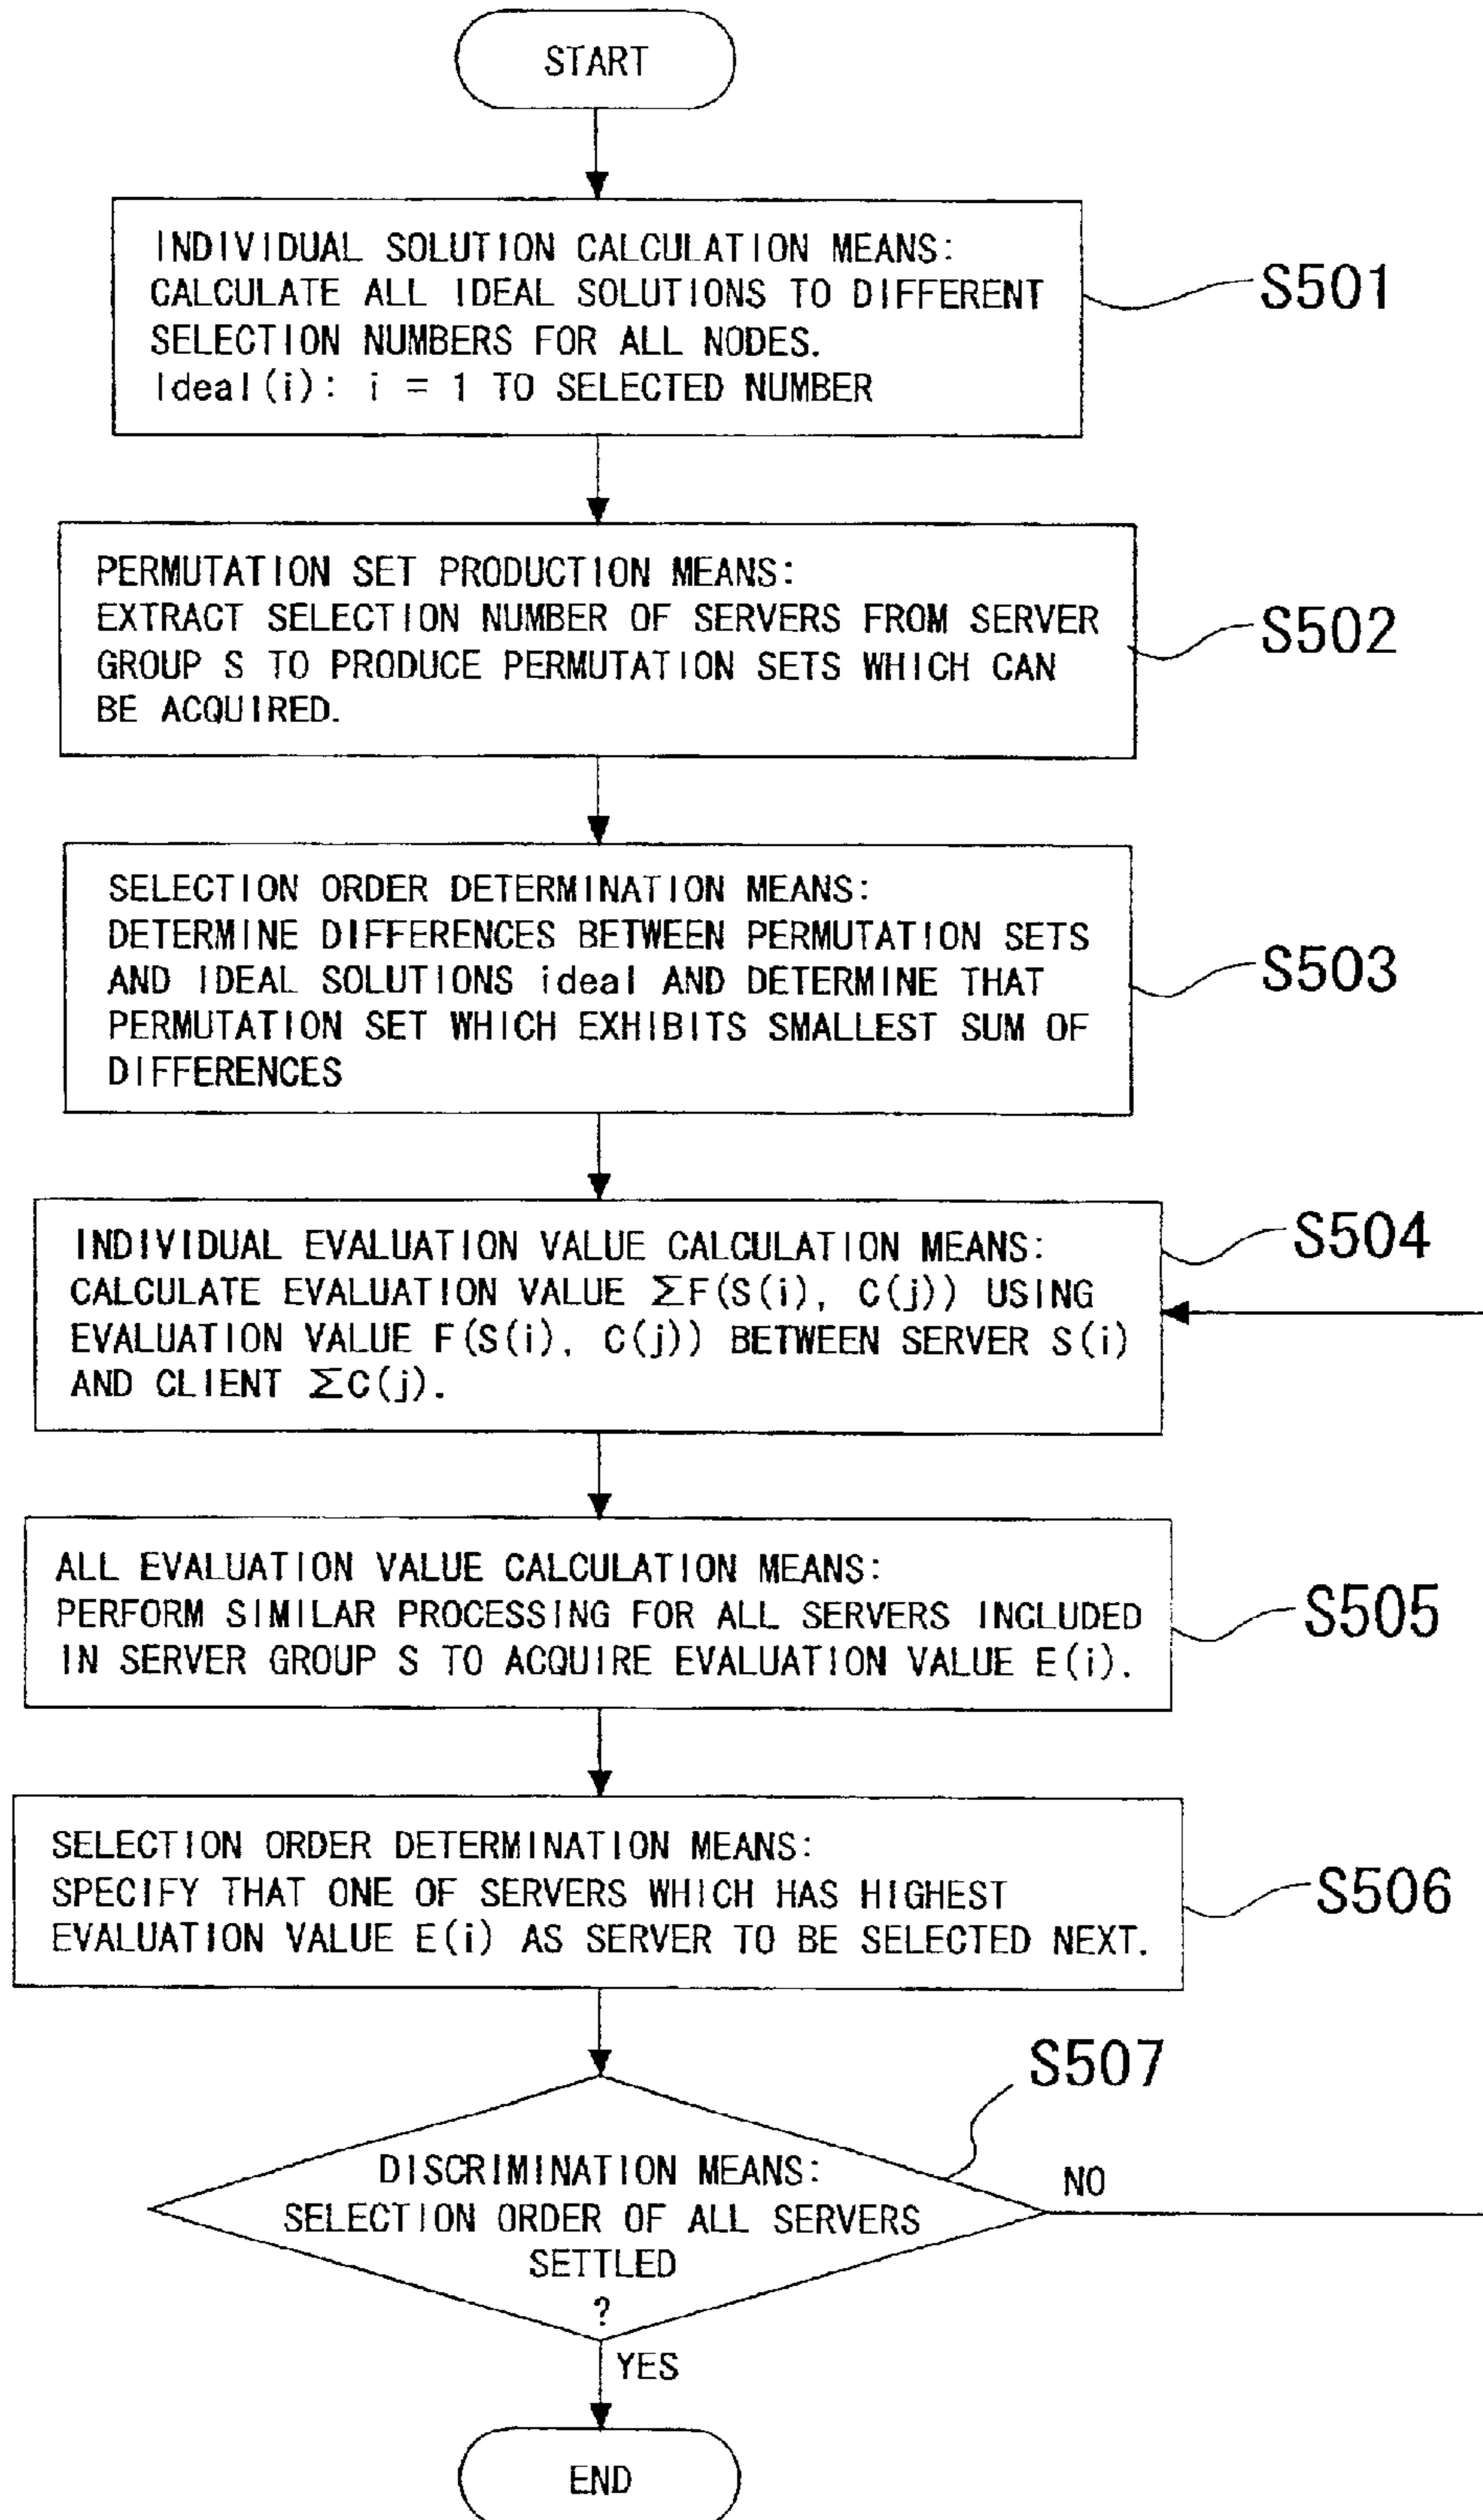 START
INDIVIDUAL SOLUTION CALCULATION MEANS:
CALCULATE ALL IDEAL SOLUTIONS TO DIFFERENT
SELECTION NUMBERS FOR ALL NODES.
Ideal(i): i = 1 TO SELECTED NUMBER
S501
PERMUTATION SET PRODUCTION MEANS:
EXTRACT SELECTION NUMBER OF SERVERS FROM SERVER
GROUP S TO PRODUCE PERMUTATION SETS WHICH CAN
BE ACQUIRED.
S502
SELECTION ORDER DETERMINATION MEANS:
DETERMINE DIFFERENCES BETWEEN PERMUTATION SETS
AND IDEAL SOLUTIONS ideal AND DETERMINE THAT
PERMUTATION SET WHICH EXHIBITS SMALLEST SUM OF
DIFFERENCES
S503
INDIVIDUAL EVALUATION VALUE CALCULATION MEANS:
CALCULATE EVALUATION VALUE ΣF(S(i), C(j)) USING
EVALUATION VALUE F(S(i), C(j)) BETWEEN SERVER S(i)
AND CLIENT ΣC(j).
S504
ALL EVALUATION VALUE CALCULATION MEANS:
PERFORM SIMILAR PROCESSING FOR ALL SERVERS INCLUDED
IN SERVER GROUP S TO ACQUIRE EVALUATION VALUE E(i).
S505
SELECTION ORDER DETERMINATION MEANS:
SPECIFY THAT ONE OF SERVERS WHICH HAS HIGHEST
EVALUATION VALUE E(i) AS SERVER TO BE SELECTED NEXT.
S506
S507
DISCRIMINATION MEANS:
SELECTION ORDER OF ALL SERVERS
SETTLED
?
NO
YES
END